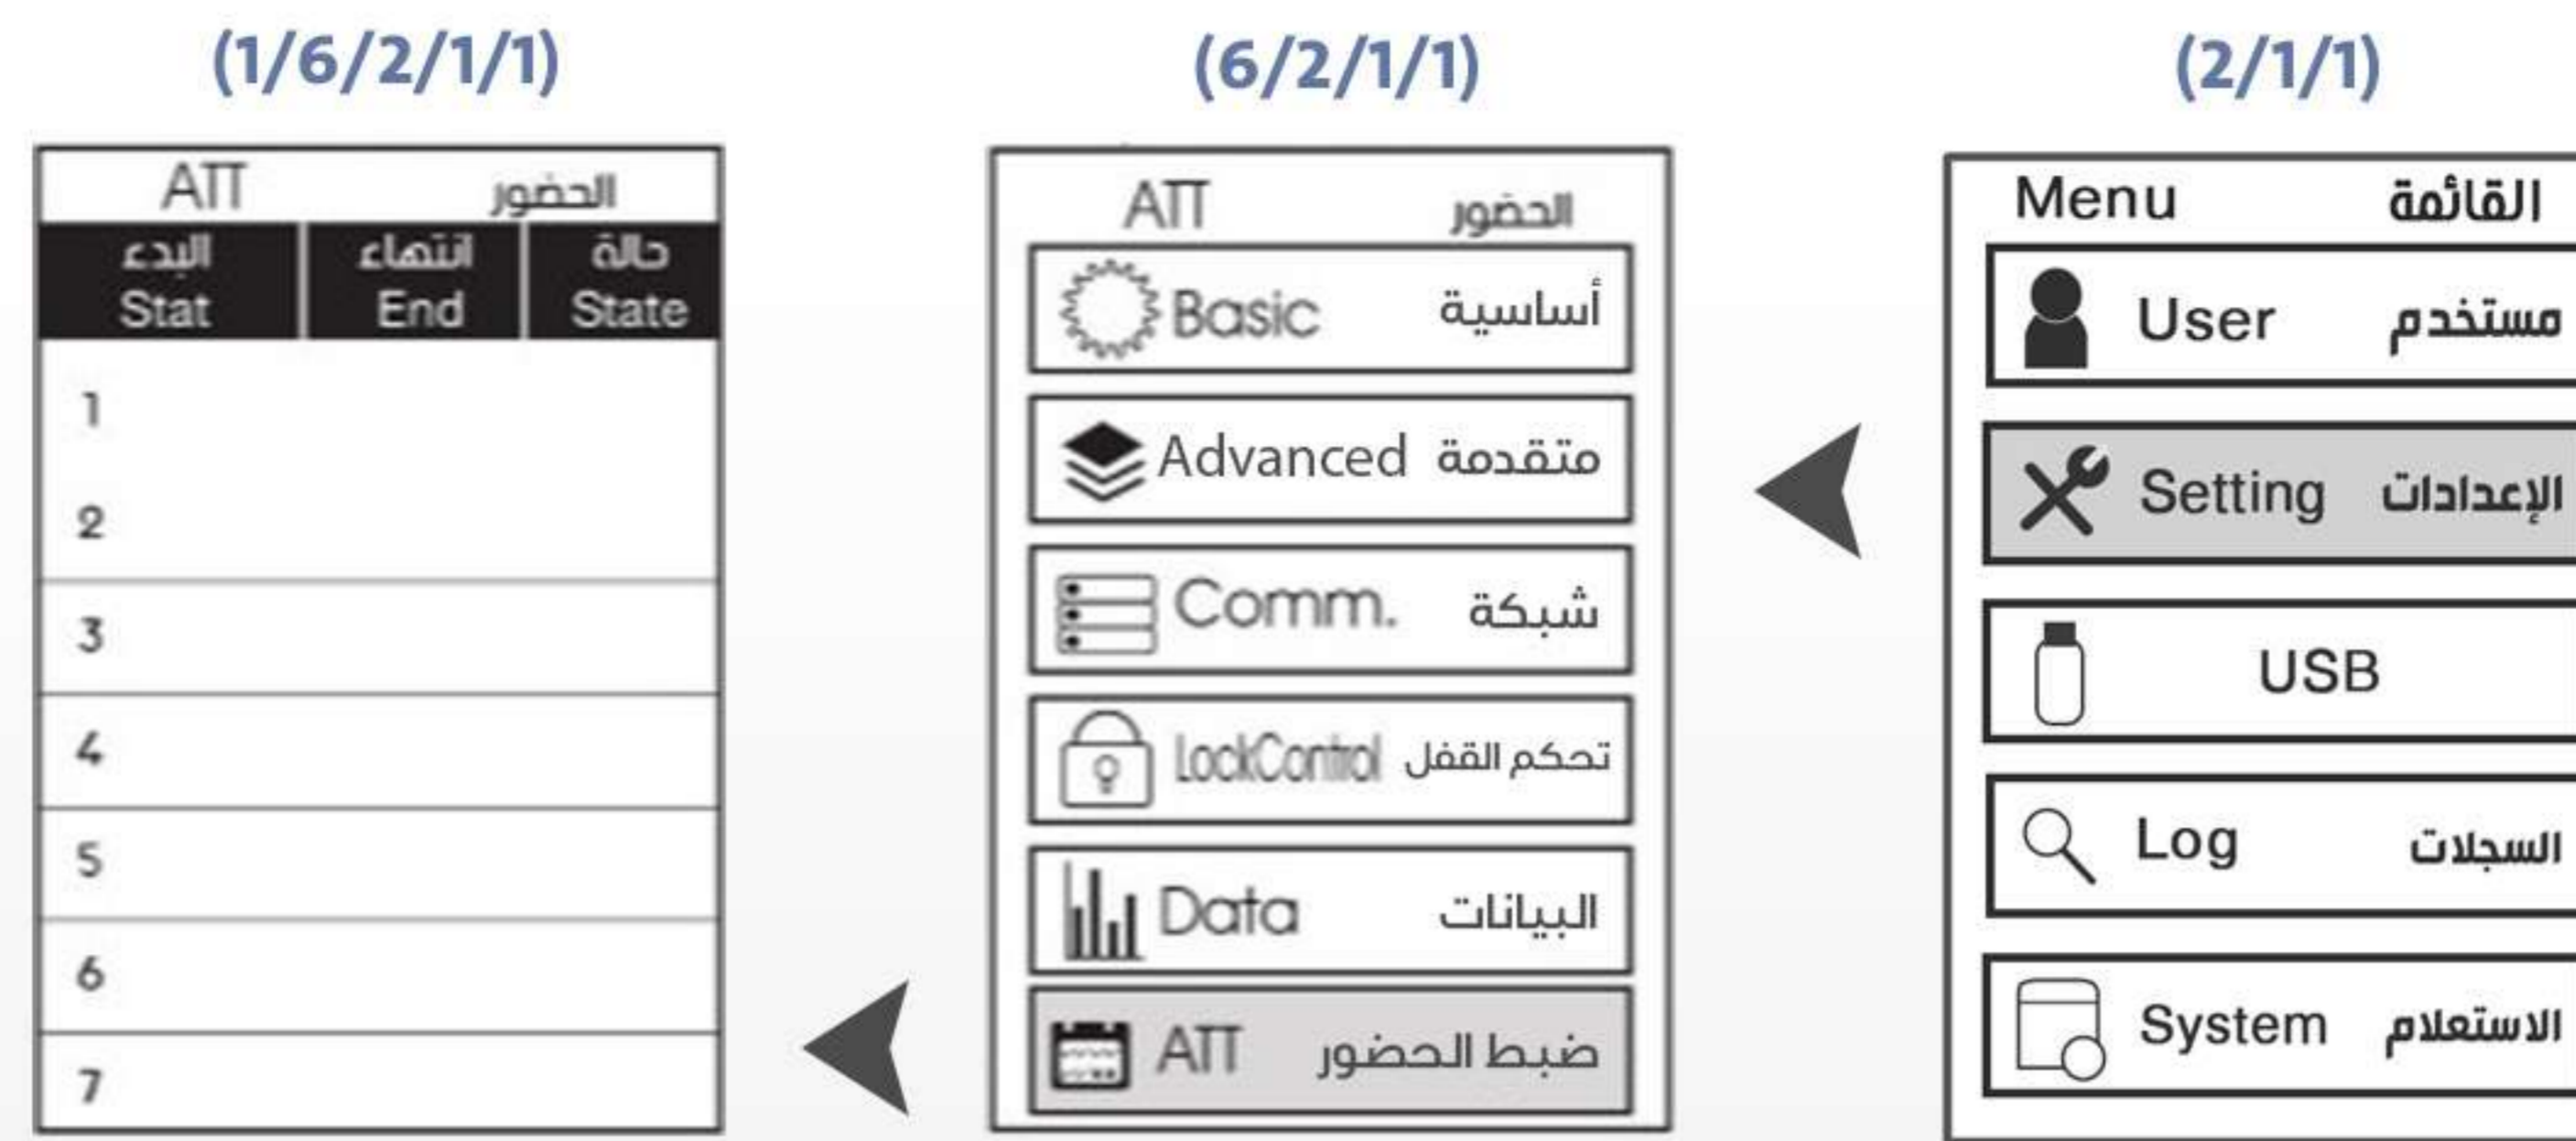 (2/1/1)
Menu القائمة
User مستخدم
Setting الإعدادات
USB
Log السجلات
System الاستعلام
(6/2/1/1)
ATT الحضور
Basic أساسية
Advanced متقدمة
Comm. شبكة
LockControl تحكم القفل
Data البيانات
ATT ضبط الحضور
(1/6/2/1/1)
ATT الحضور
البدء انتهاء حالة
Stat End State
1
2
3
4
5
6
7